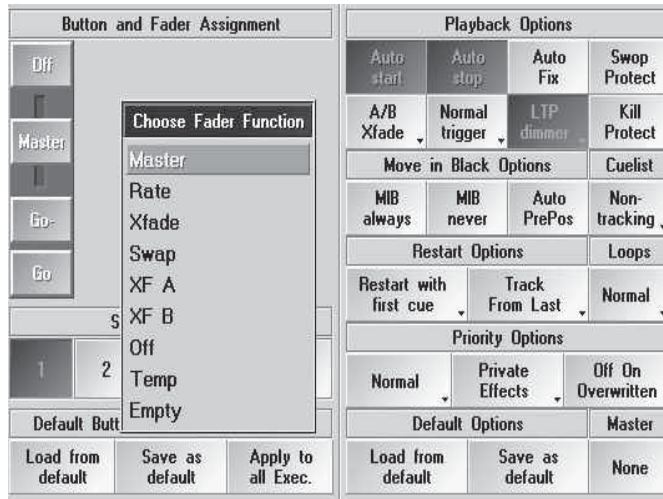 Button and Fader Assignment
Off
Master
Go-
Go
Choose Fader Function
Master
Rate
Xfade
Swap
XF A
XF B
Off
Temp
Empty
S
1
2
Default Butt
Load from
default
Save as
default
Apply to
all Exec.
Playback Options
Auto
start
Auto
stop
Auto
Fix
Swop
Protect
A/B
Xfade
Normal
trigger
LTP
dimmer
Kill
Protect
Move in Black Options
Cuelist
MIB
always
MIB
never
Auto
PrePos
Non-
tracking
Restart Options
Loops
Restart with
first cue
Track
From Last
Normal
Priority Options
Normal
Private
Effects
Off On
Overwritten
Default Options
Master
Load from
default
Save as
default
None